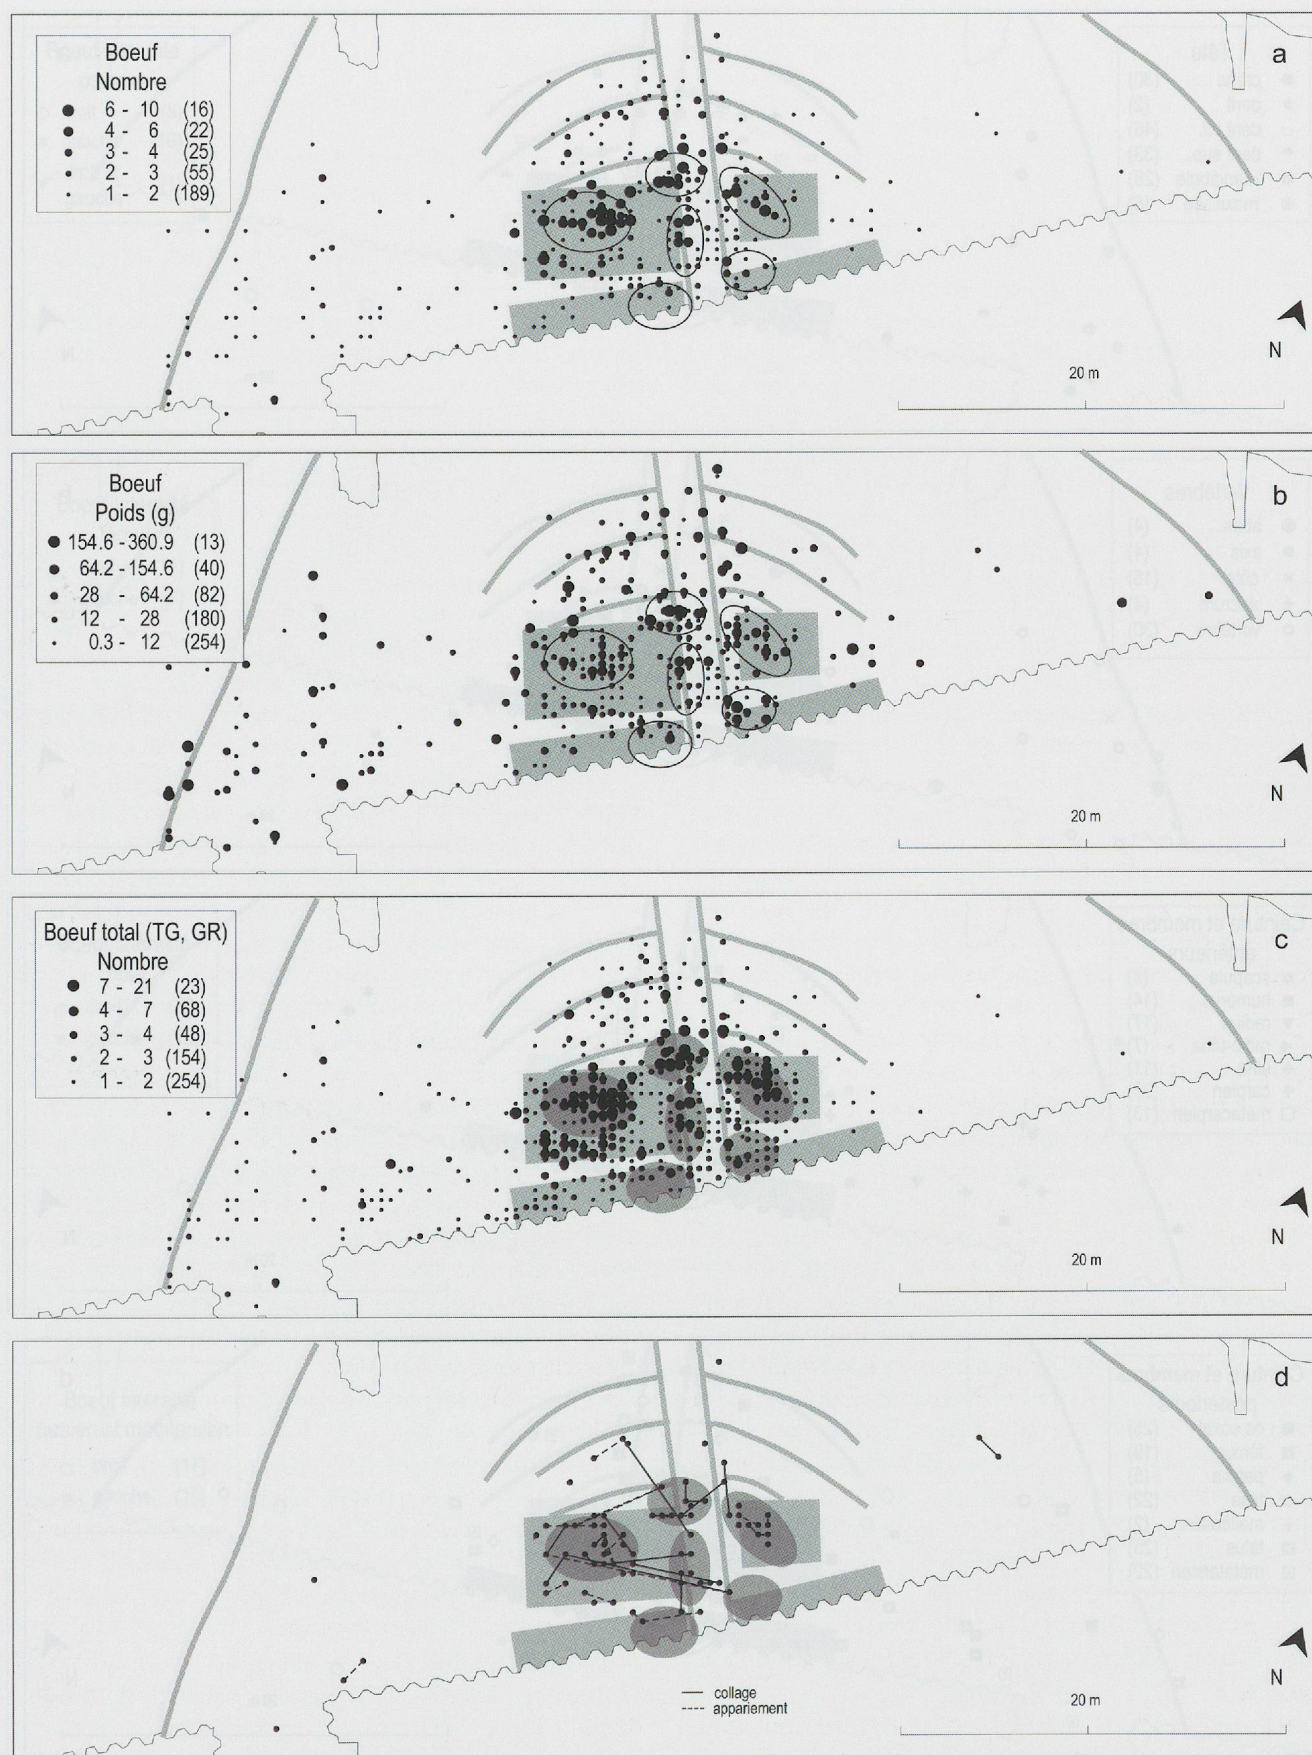 a
Boeuf
Nombre
6 - 10 (16)
4 - 6 (22)
3 - 4 (25)
2 - 3 (55)
1 - 2 (189)
N
20 m
b
Boeuf
Poids (g)
154.6 - 360.9 (13)
64.2 - 154.6 (40)
28 - 64.2 (82)
12 - 28 (180)
0.3 - 12 (254)
N
20 m
c
Boeuf total (TG, GR)
Nombre
7 - 21 (23)
4 - 7 (68)
3 - 4 (48)
2 - 3 (154)
1 - 2 (254)
N
20 m
d
N
collage
appariement
20 m